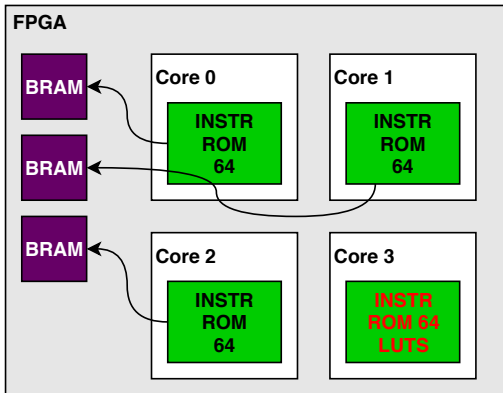 FPGA
BRAM
BRAM
BRAM
Core 0
INSTR
ROM
64
Core 1
INSTR
ROM
64
Core 2
INSTR
ROM
64
Core 3
INSTR
ROM 64
LUTS